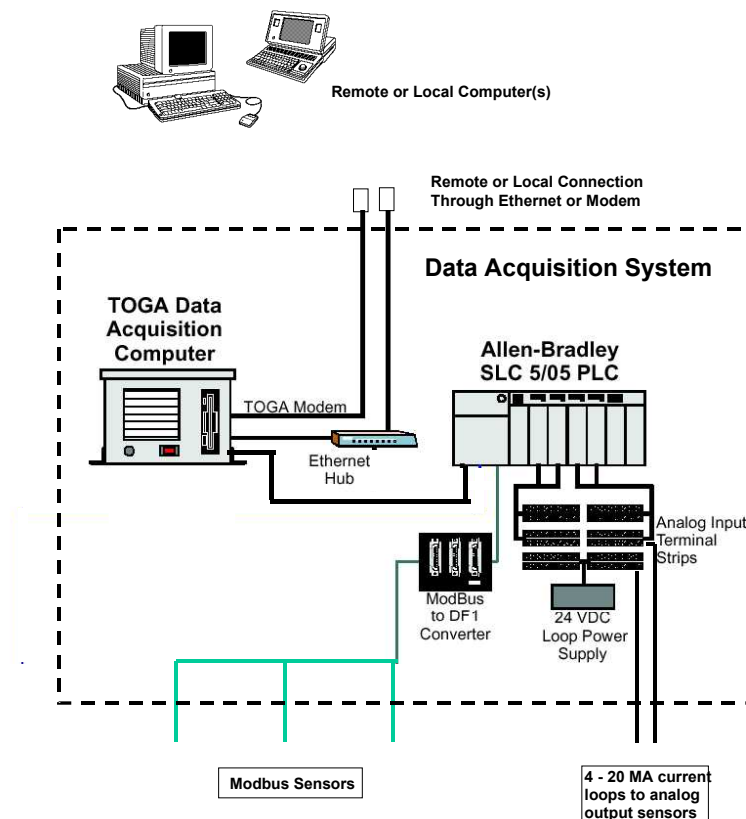 Remote or Local Computer(s)
Remote or Local Connection
Through Ethernet or Modem
Data Acquisition System
TOGA Data
Acquisition
Computer
Allen-Bradley
SLC 5/05 PLC
TOGA Modem
Ethernet
Hub
Analog Input
Terminal
Strips
ModBus
to DF1
Converter
24 VDC
Loop Power
Supply
Modbus Sensors
4 - 20 MA current
loops to analog
output sensors